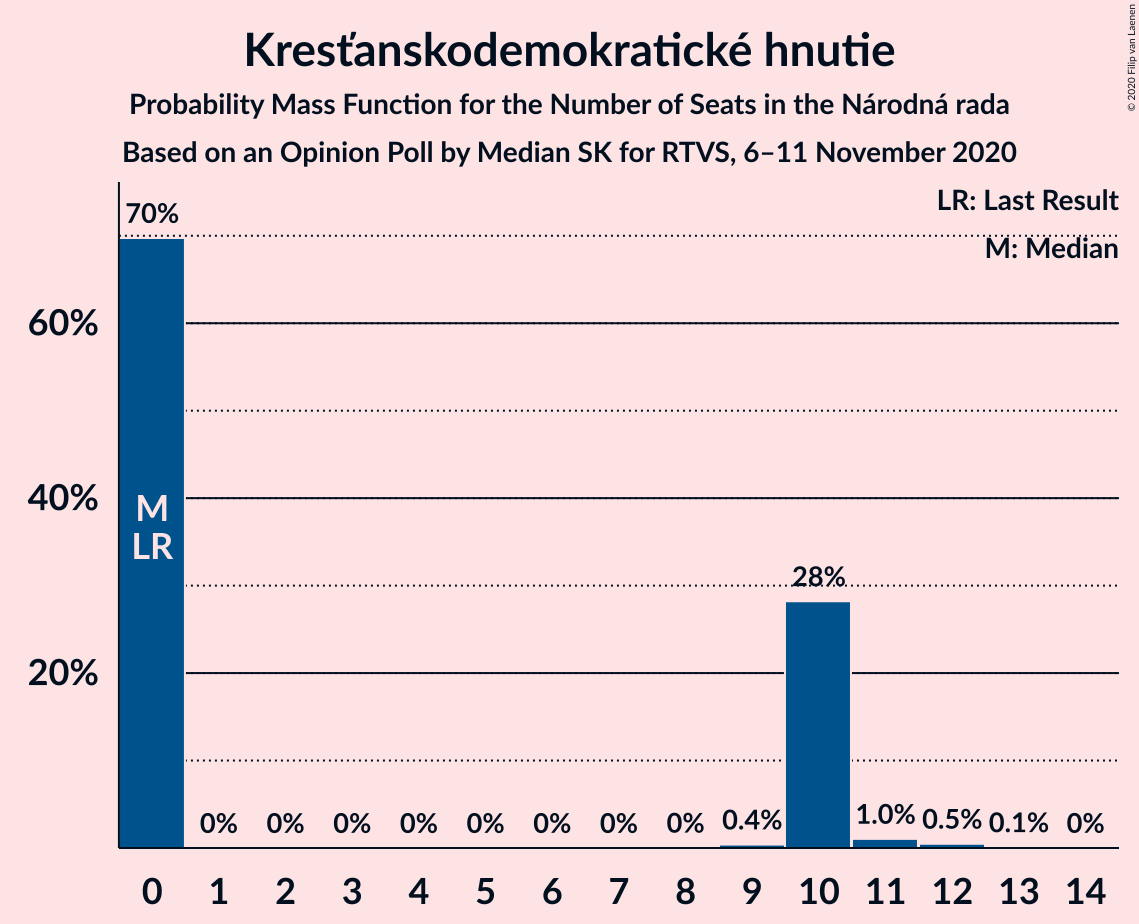 Kresťanskodemokratické hnutie
Probability Mass Function for the Number of Seats in the Národná rada
Based on an Opinion Poll by Median SK for RTVS, 6–11 November 2020
© 2020 Filip van Laenen
LR: Last Result
M: Median
60%
40%
20%
70%
M
LR
0%
0%
0%
0%
0%
0%
0%
0%
0.4%
28%
1.0%
0.5%
0.1%
0%
0 1 2 3 4 5 6 7 8 9 10 11 12 13 14